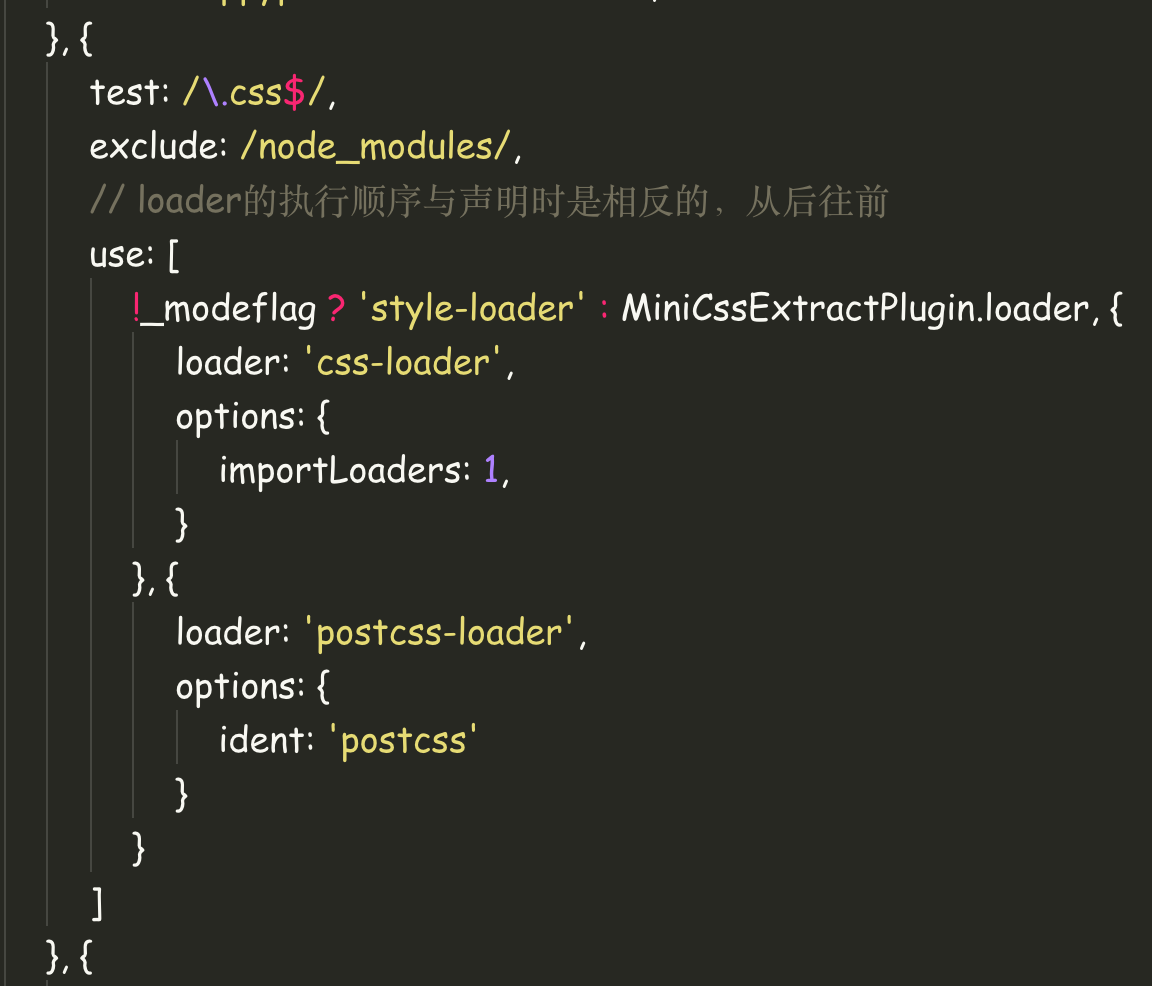 }, {
test: /\.css$/,
exclude: /node_modules/,
// loader的执行顺序与声明时是相反的，从后往前
use: [
!_modeflag ? 'style-loader' : MiniCssExtractPlugin.loader, {
loader: 'css-loader',
options: {
importLoaders: 1,
}
}, {
loader: 'postcss-loader',
options: {
ident: 'postcss'
}
}
]
}, {